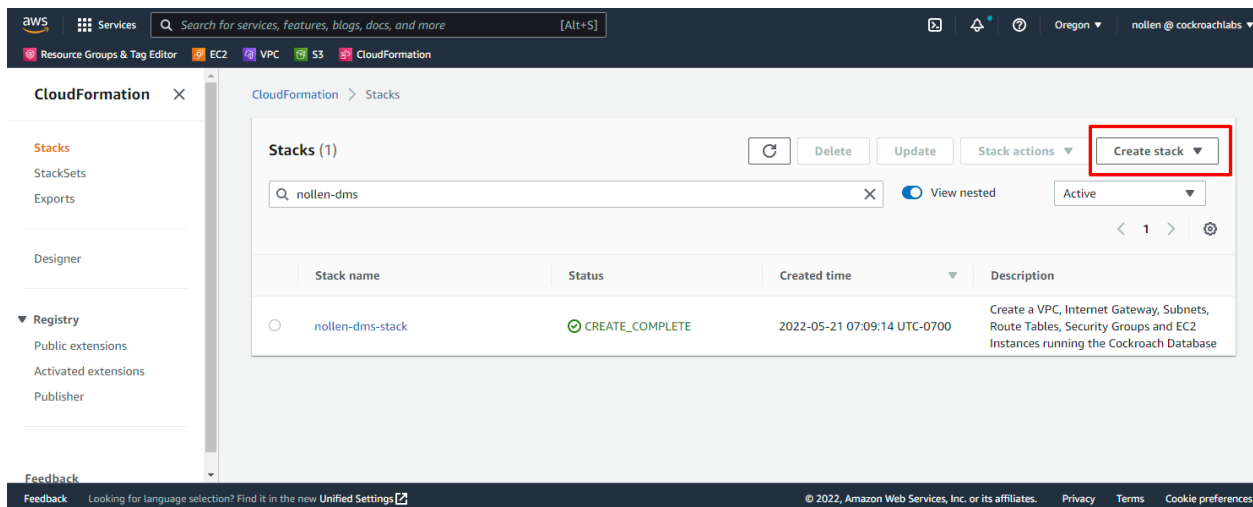 aws Services Search for services, features, blogs, docs, and more [Alt+S] Oregon ▼ nollen @ cockroachlabs ▼
Resource Groups & Tag Editor EC2 VPC S3 CloudFormation
CloudFormation
CloudFormation > Stacks
Stacks
StackSets
Exports
Designer
Registry
Public extensions
Activated extensions
Publisher
Feedback
Stacks (1) Delete Update Stack actions ▼ Create stack ▼
nollen-dms View nested Active ▼
< 1 >
Stack name Status Created time ▼ Description
nollen-dms-stack CREATE_COMPLETE 2022-05-21 07:09:14 UTC-0700 Create a VPC, Internet Gateway, Subnets,
Route Tables, Security Groups and EC2
Instances running the Cockroach Database
Feedback Looking for language selection? Find it in the new Unified Settings © 2022, Amazon Web Services, Inc. or its affiliates. Privacy Terms Cookie preferences